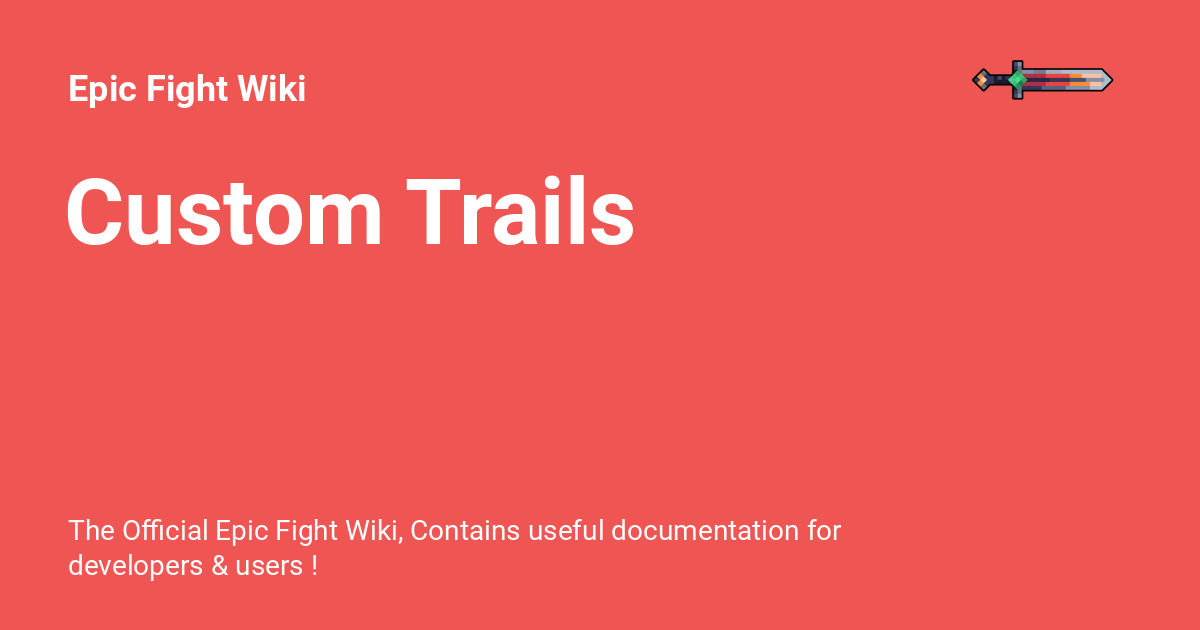 Epic Fight Wiki
Custom Trails
The Official Epic Fight Wiki, Contains useful documentation for
developers & users !